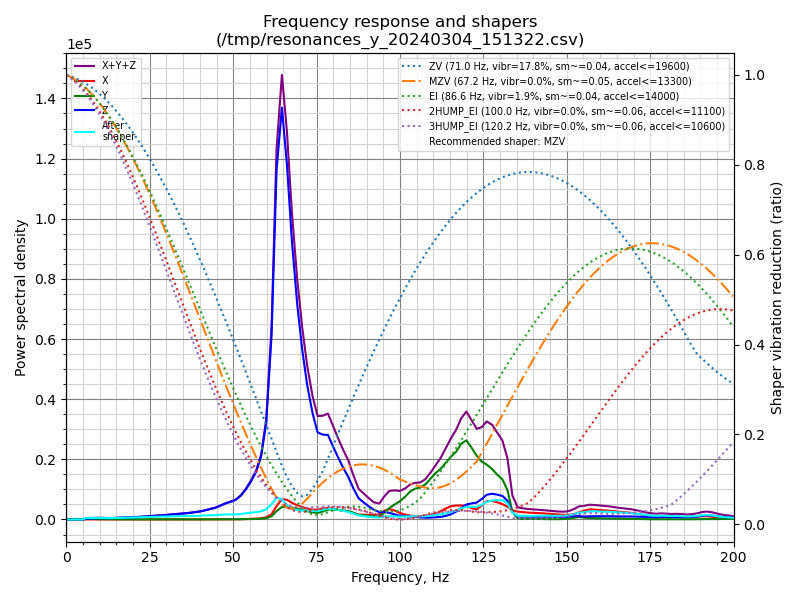 Frequency response and shapers
(/tmp/resonances_y_20240304_151322.csv)
1e5
X+Y+Z
X
Y
Z
After
shaper
ZV (71.0 Hz, vibr=17.8%, sm~=0.04, accel<=19600)
MZV (67.2 Hz, vibr=0.0%, sm~=0.05, accel<=13300)
EI (86.6 Hz, vibr=1.9%, sm~=0.04, accel<=14000)
2HUMP_EI (100.0 Hz, vibr=0.0%, sm~=0.06, accel<=11100)
3HUMP_EI (120.2 Hz, vibr=0.0%, sm~=0.06, accel<=10600)
Recommended shaper: MZV
Power spectral density
1.4
1.2
1.0
0.8
0.6
0.4
0.2
0.0
1.0
0.8
0.6
0.4
0.2
0.0
Shaper vibration reduction (ratio)
0 25 50 75 100 125 150 175 200
Frequency, Hz